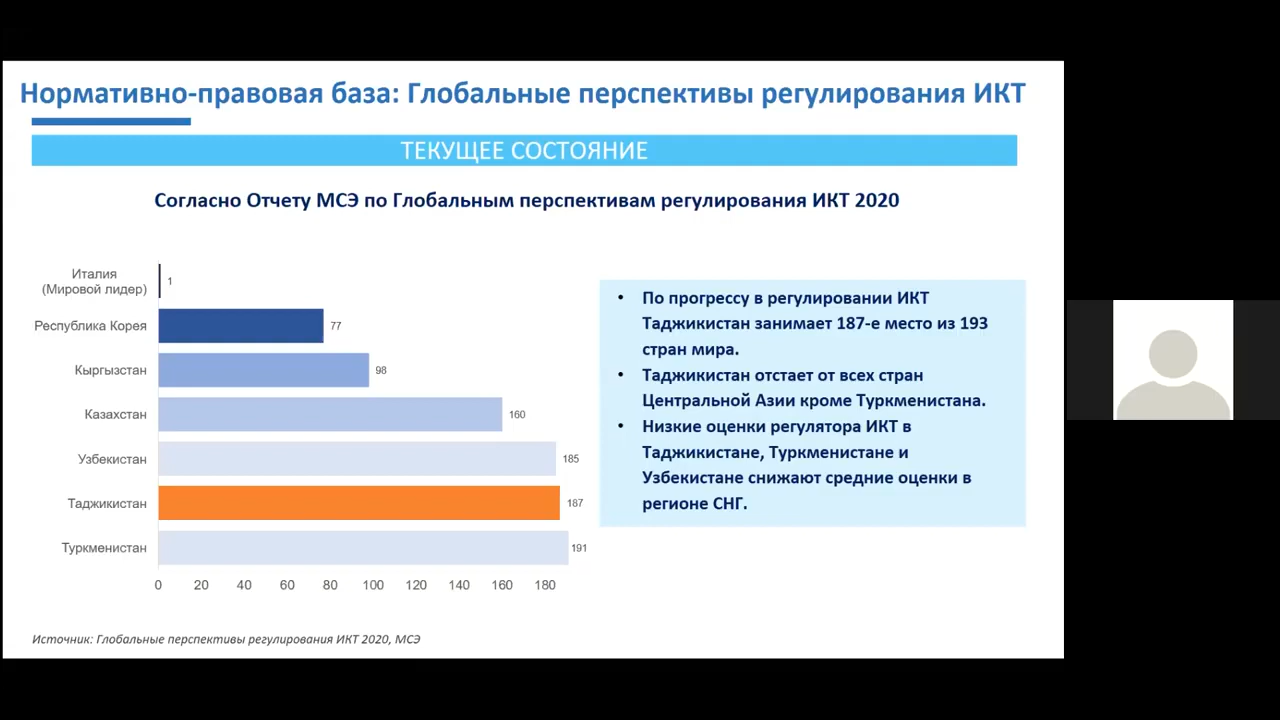 Нормативно-правовая база: Глобальные перспективы регулирования ИКТ
ТЕКУЩЕЕ СОСТОЯНИЕ
Согласно Отчету МСЭ по Глобальным перспективам регулирования ИКТ 2020
Италия
(Мировой лидер)
1
Республика Корея
77
Кыргызстан
98
Казахстан
160
Узбекистан
185
Таджикистан
187
Туркменистан
191
0 20 40 60 80 100 120 140 160 180
• По прогрессу в регулировании ИКТ
Таджикистан занимает 187-е место из 193
стран мира.
• Таджикистан отстает от всех стран
Центральной Азии кроме Туркменистана.
• Низкие оценки регулятора ИКТ в
Таджикистане, Туркменистане и
Узбекистане снижают средние оценки в
регионе СНГ.
Источник: Глобальные перспективы регулирования ИКТ 2020, МСЭ